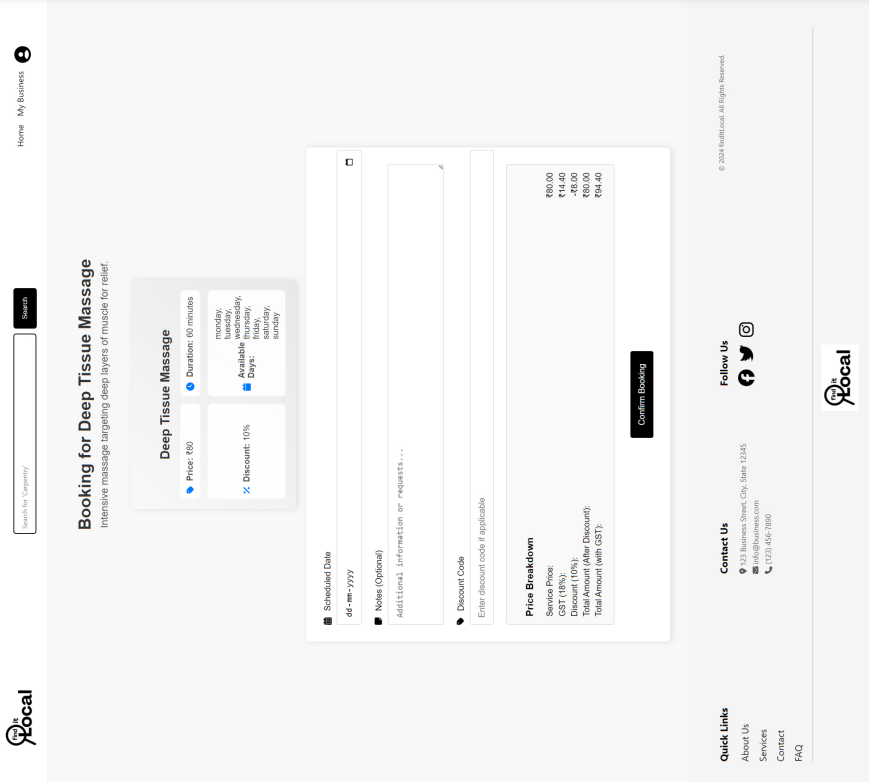 find it
Local
Search for 'Carpentry'
Search
Home
My Business
Booking for Deep Tissue Massage
Intensive massage targeting deep layers of muscle for relief.
Deep Tissue Massage
Price: ₹80
Duration: 60 minutes
Discount: 10%
Available
Days:
monday,
tuesday,
wednesday,
thursday,
friday,
saturday,
sunday
Scheduled Date
dd-mm-yyyy
Notes (Optional)
Additional information or requests...
Discount Code
Enter discount code if applicable
Price Breakdown
Service Price: ₹80.00
GST (18%): ₹14.40
Discount (10%): -₹8.00
Total Amount (After Discount): ₹80.00
Total Amount (with GST): ₹94.40
Confirm Booking
Quick Links
About Us
Services
Contact
FAQ
Contact Us
123 Business Street, City, State 12345
info@business.com
(123) 456-7890
Follow Us
© 2024 findItLocal. All Rights Reserved.
find it
Local